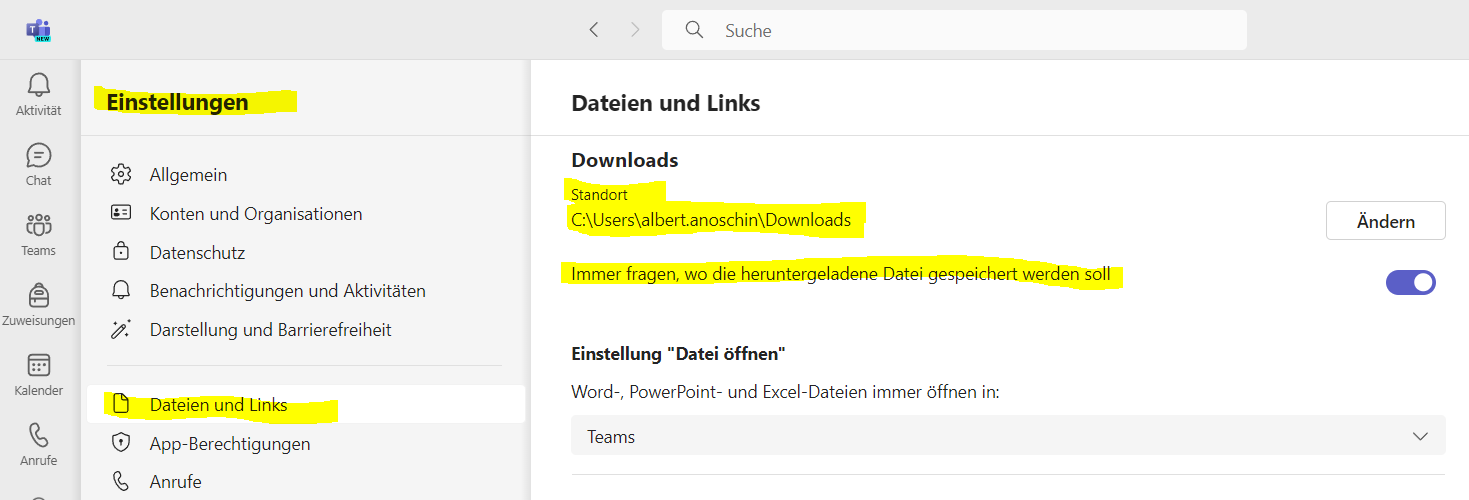 NEW
Suche
Aktivität
Chat
Teams
Zuweisungen
Kalender
Anrufe
Einstellungen
Allgemein
Konten und Organisationen
Datenschutz
Benachrichtigungen und Aktivitäten
Darstellung und Barrierefreiheit
Dateien und Links
App-Berechtigungen
Anrufe
Dateien und Links
Downloads
Standort
C:\Users\albert.anoschin\Downloads
Ändern
Immer fragen, wo die heruntergeladene Datei gespeichert werden soll
Einstellung "Datei öffnen"
Word-, PowerPoint- und Excel-Dateien immer öffnen in:
Teams